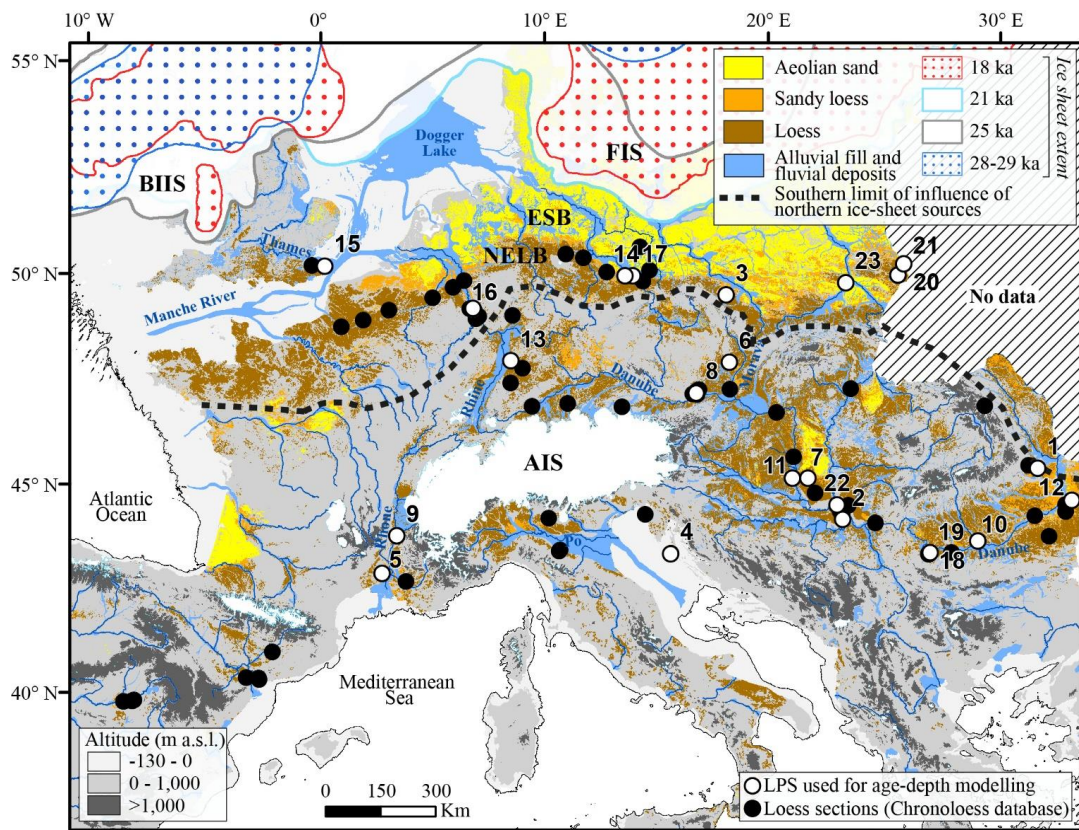 10° W 0° 10° E 20° E 30° E
55° N
50° N
45° N
40° N
Aeolian sand
Sandy loess
Loess
Alluvial fill and
fluvial deposits
Southern limit of influence of
northern ice-sheet sources
18 ka
21 ka
25 ka
28-29 ka
Ice sheet extent
Dogger
Lake
FIS
BIIS
Thames
15
ESB
NELB
14
17
3
23
21
20
No data
Manche River
16
13
6
8
Morava
Rhine
Danube
AIS
7
11
22
2
1
12
19
10
18
Danube
Atlantic
Ocean
9
Rhone
5
Po
4
Mediterranean
Sea
Altitude (m a.s.l.)
-130 - 0
0 - 1,000
>1,000
0 150 300
Km
LPS used for age-depth modelling
Loess sections (Chronoloess database)